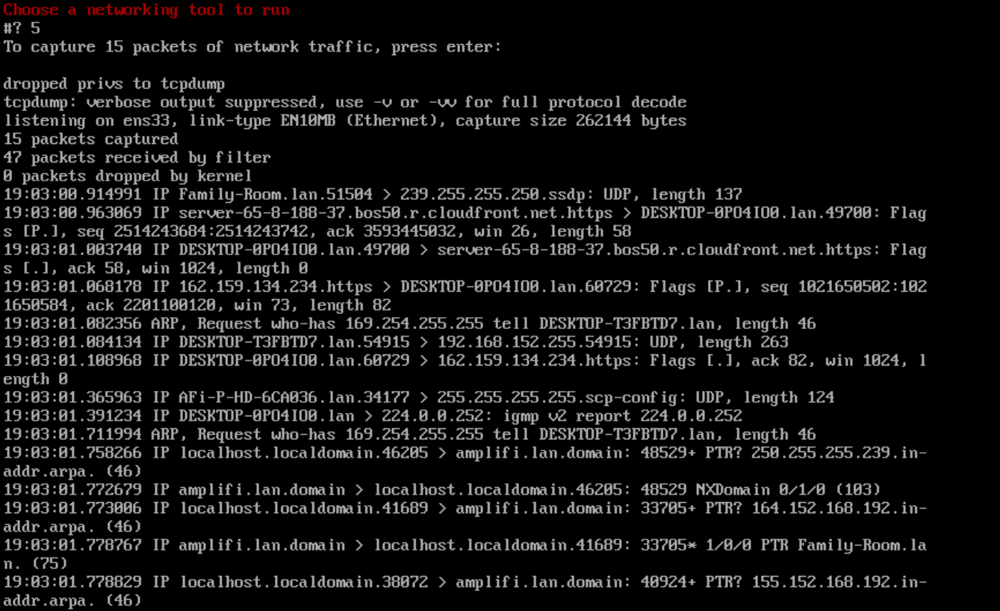 Choose a networking tool to run
#? 5
To capture 15 packets of network traffic, press enter:
dropped privs to tcpdump
tcpdump: verbose output suppressed, use -v or -vv for full protocol decode
listening on ens33, link-type EN10MB (Ethernet), capture size 262144 bytes
15 packets captured
47 packets received by filter
0 packets dropped by kernel
19:03:00.914991 IP Family-Room.lan.51504 > 239.255.255.250.ssdp: UDP, length 137
19:03:00.963069 IP server-65-8-188-37.bos50.r.cloudfront.net.https > DESKTOP-0PO4IO0.lan.49700: Flag
s [P.], seq 2514243684:2514243742, ack 3593445032, win 26, length 58
19:03:01.003740 IP DESKTOP-0PO4IO0.lan.49700 > server-65-8-188-37.bos50.r.cloudfront.net.https: Flag
s [.], ack 58, win 1024, length 0
19:03:01.068178 IP 162.159.134.234.https > DESKTOP-0PO4IO0.lan.60729: Flags [P.], seq 1021650502:102
1650584, ack 2201100120, win 73, length 82
19:03:01.082356 ARP, Request who-has 169.254.255.255 tell DESKTOP-T3FBTD7.lan, length 46
19:03:01.084134 IP DESKTOP-T3FBTD7.lan.54915 > 192.168.152.255.54915: UDP, length 263
19:03:01.108968 IP DESKTOP-0PO4IO0.lan.60729 > 162.159.134.234.https: Flags [.], ack 82, win 1024, l
ength 0
19:03:01.365963 IP AFi-P-HD-6CA036.lan.34177 > 255.255.255.255.scp-config: UDP, length 124
19:03:01.391234 IP DESKTOP-0PO4IO0.lan > 224.0.0.252: igmp v2 report 224.0.0.252
19:03:01.711994 ARP, Request who-has 169.254.255.255 tell DESKTOP-T3FBTD7.lan, length 46
19:03:01.758266 IP localhost.localdomain.46205 > amplifi.lan.domain: 48529+ PTR? 250.255.255.239.in-
addr.arpa. (46)
19:03:01.772679 IP amplifi.lan.domain > localhost.localdomain.46205: 48529 NXDomain 0/1/0 (103)
19:03:01.773006 IP localhost.localdomain.41689 > amplifi.lan.domain: 33705+ PTR? 164.152.168.192.in-
addr.arpa. (46)
19:03:01.778767 IP amplifi.lan.domain > localhost.localdomain.41689: 33705* 1/0/0 PTR Family-Room.la
n. (75)
19:03:01.778829 IP localhost.localdomain.38072 > amplifi.lan.domain: 40924+ PTR? 155.152.168.192.in-
addr.arpa. (46)